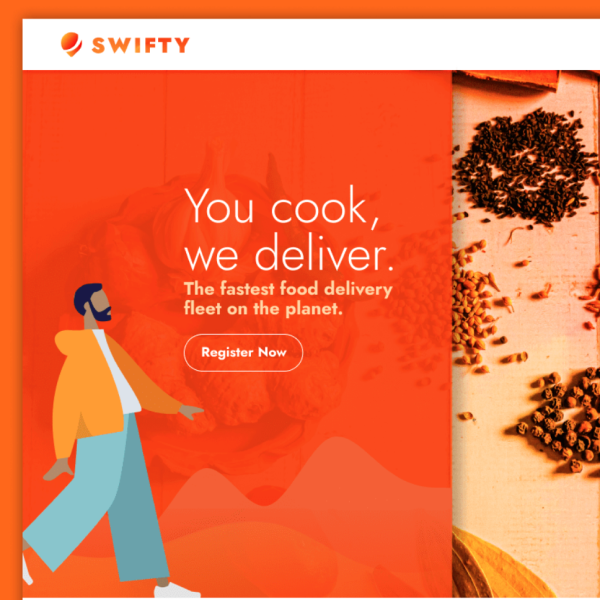 SWIFTY
You cook,
we deliver.
The fastest food delivery
fleet on the planet.
Register Now